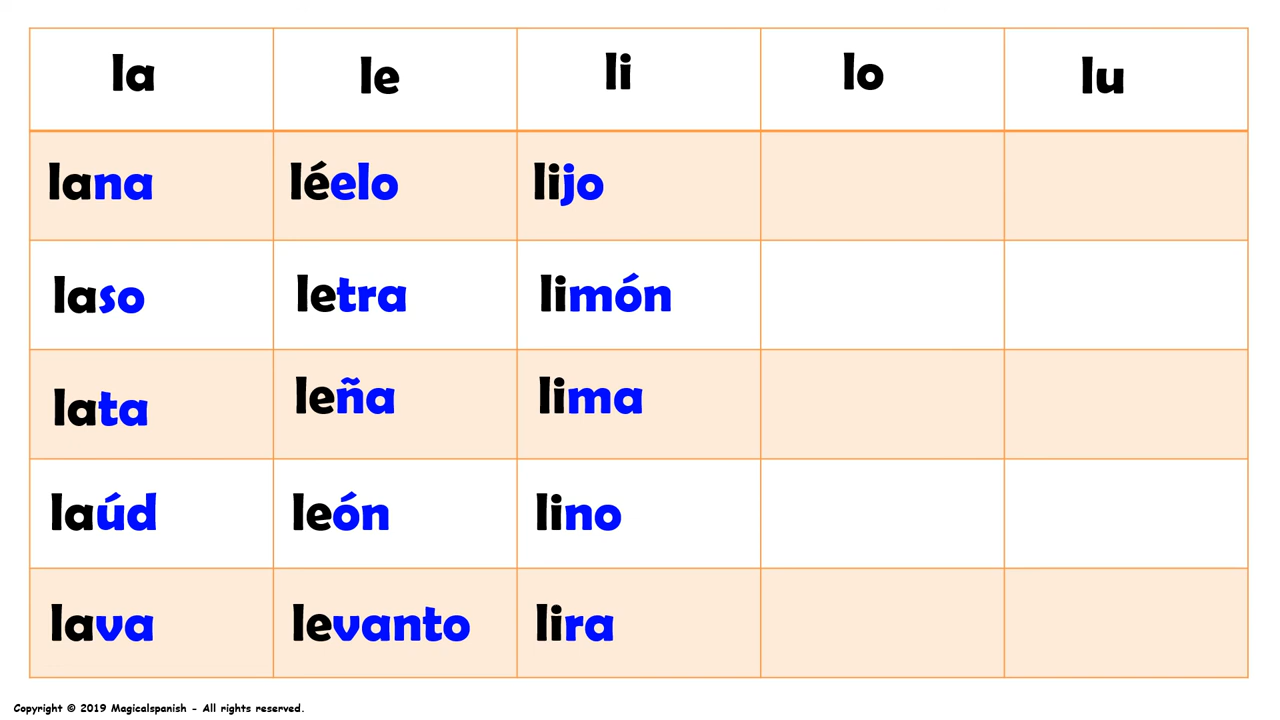 la le li lo lu
lana léelo lijo
laso letra limón
lata leña lima
laúd león lino
lava levanto lira
Copyright © 2019 Magicalspanish - All rights reserved.